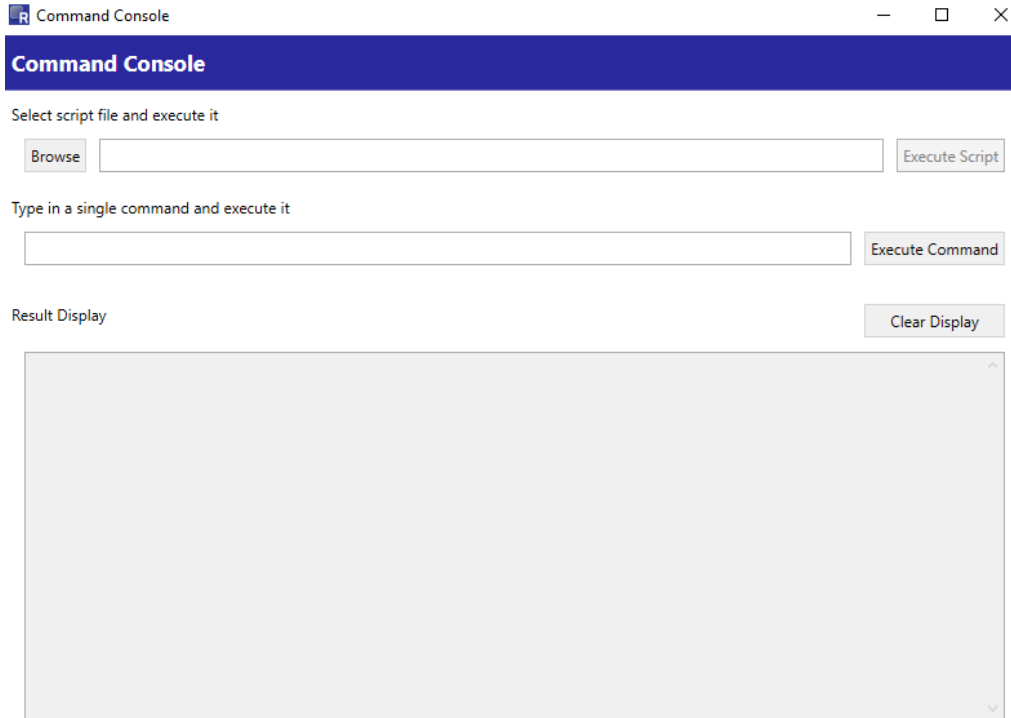 R Command Console
Command Console
Select script file and execute it
Browse Execute Script
Type in a single command and execute it
Execute Command
Result Display Clear Display